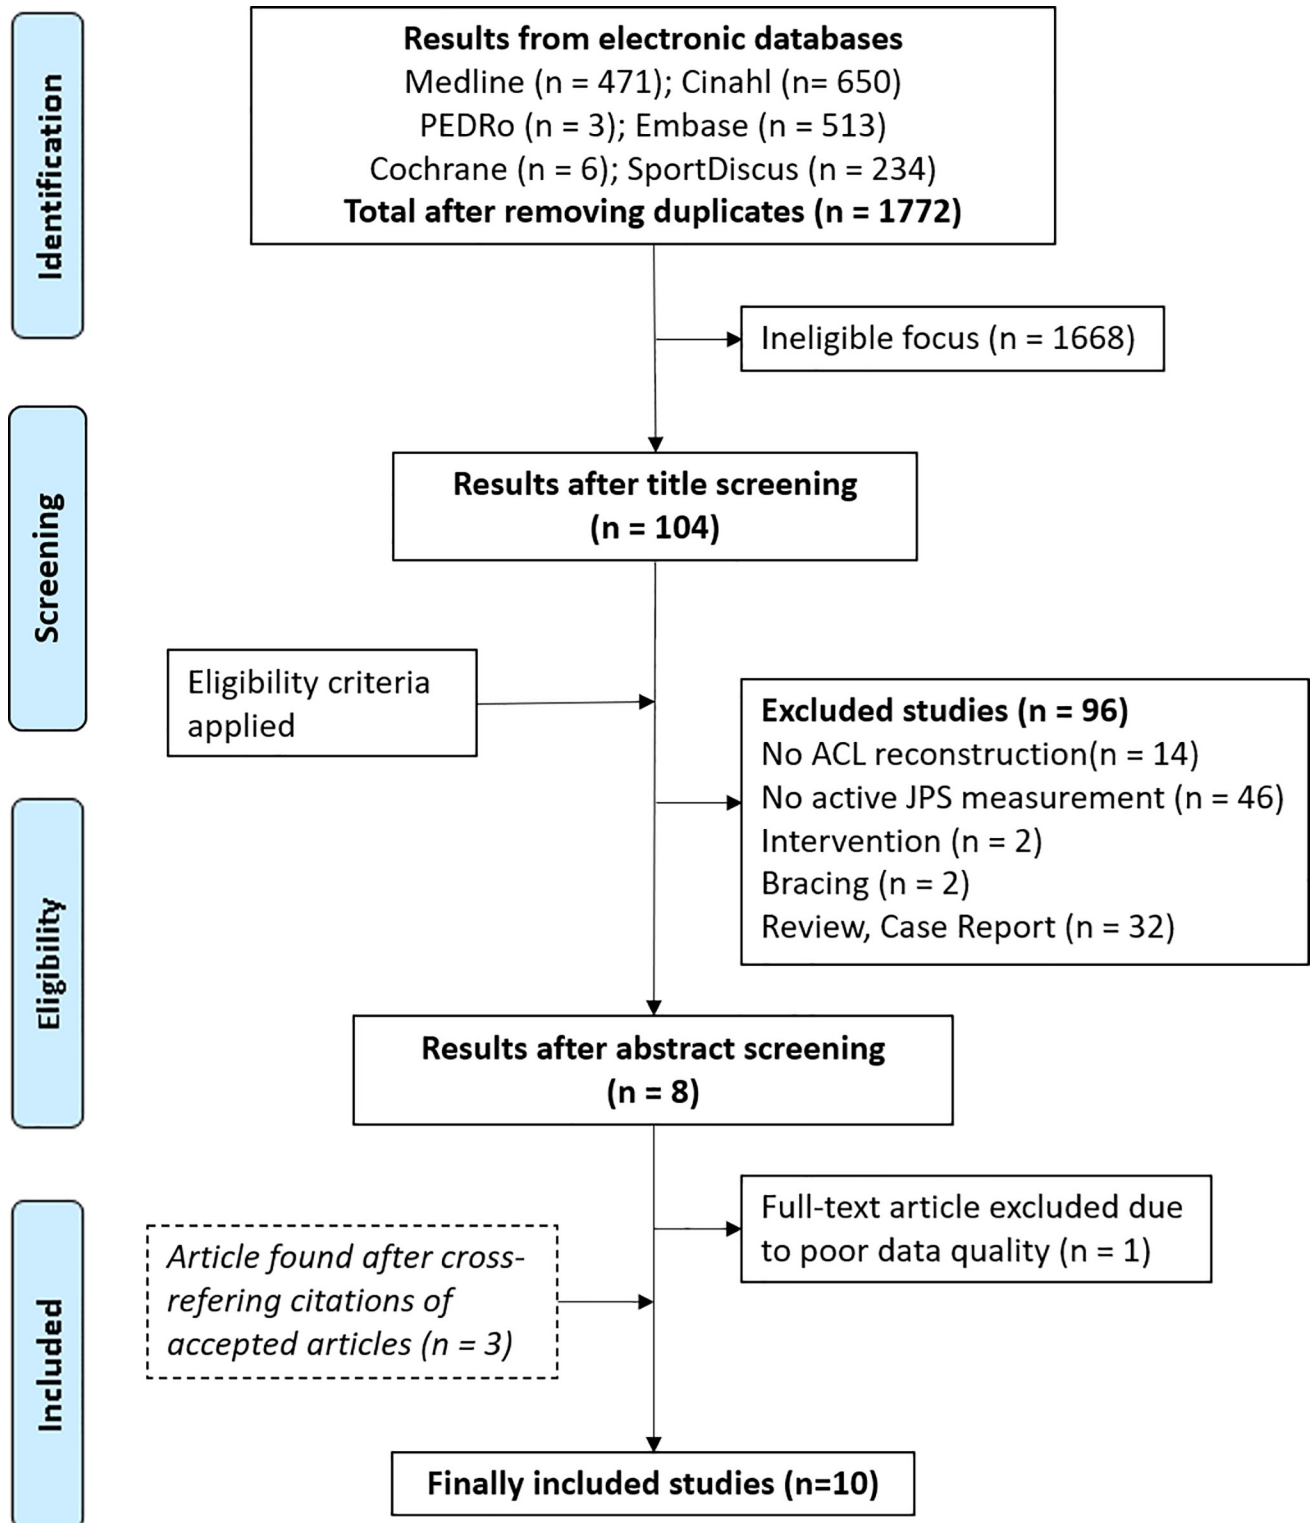 Identification
Results from electronic databases
Medline (n = 471); Cinahl (n= 650)
PEDRo (n = 3); Embase (n = 513)
Cochrane (n = 6); SportDiscus (n = 234)
Total after removing duplicates (n = 1772)
Ineligible focus (n = 1668)
Screening
Results after title screening
(n = 104)
Eligibility criteria
applied
Excluded studies (n = 96)
No ACL reconstruction(n = 14)
No active JPS measurement (n = 46)
Intervention (n = 2)
Bracing (n = 2)
Review, Case Report (n = 32)
Eligibility
Results after abstract screening
(n = 8)
Full-text article excluded due
to poor data quality (n = 1)
Included
Article found after cross-
refering citations of
accepted articles (n = 3)
Finally included studies (n=10)